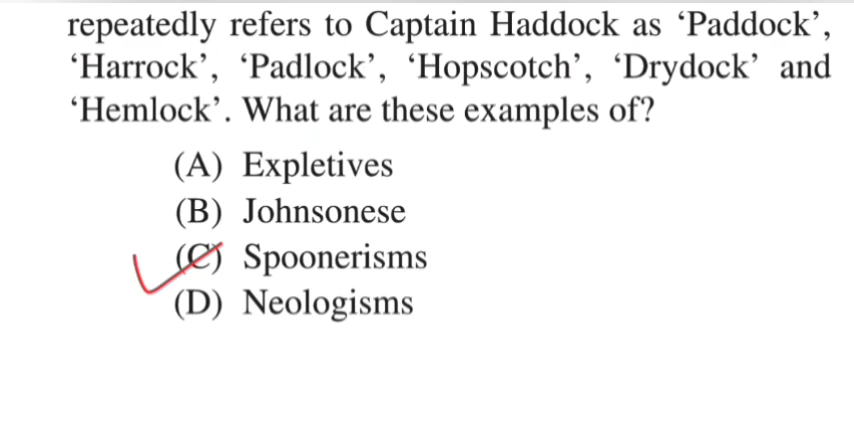 repeatedly refers to Captain Haddock as ‘Paddock’,
‘Harrock’, ‘Padlock’, ‘Hopscotch’, ‘Drydock’ and
‘Hemlock’. What are these examples of?
(A) Expletives
(B) Johnsonese
(C) Spoonerisms
(D) Neologisms